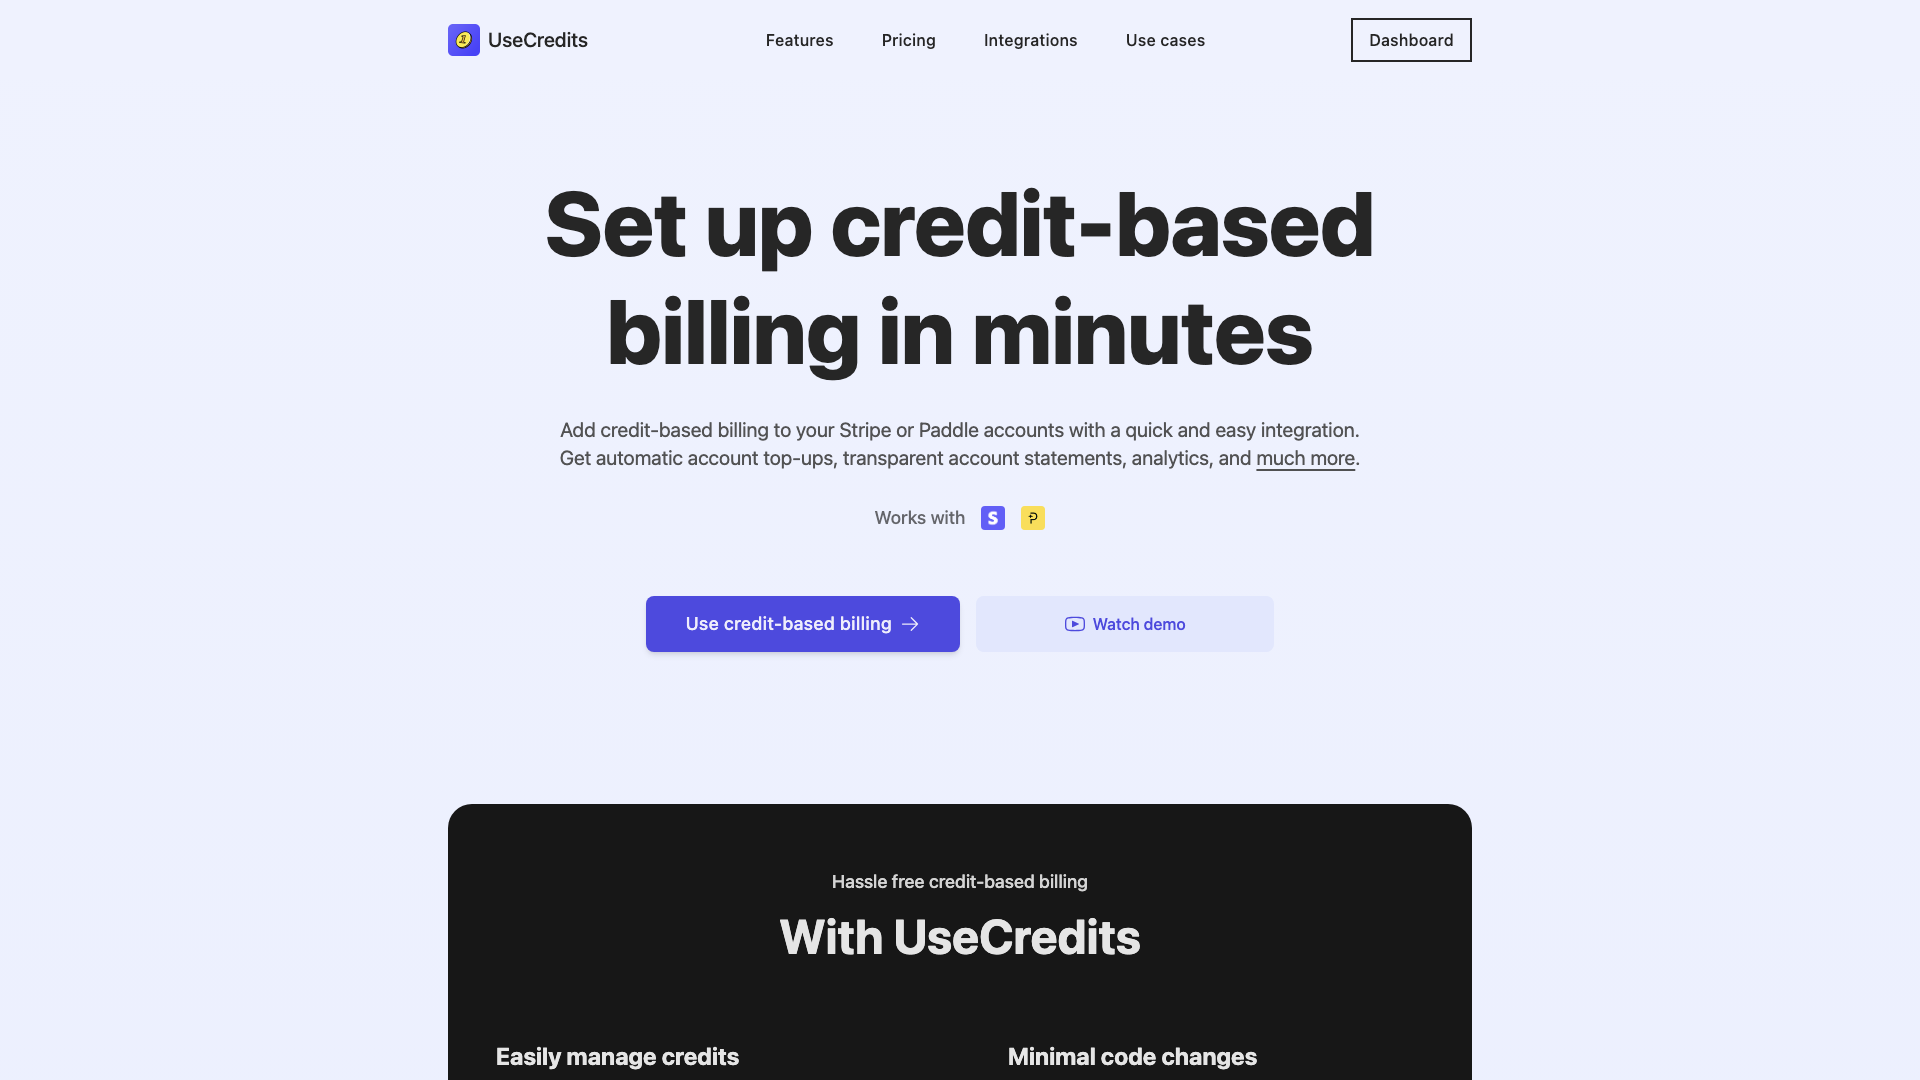 UseCredits
Features
Pricing
Integrations
Use cases
Dashboard
Set up credit-based
billing in minutes
Add credit-based billing to your Stripe or Paddle accounts with a quick and easy integration.
Get automatic account top-ups, transparent account statements, analytics, and much more.
Works with
Use credit-based billing
Watch demo
Hassle free credit-based billing
With UseCredits
Easily manage credits
Minimal code changes